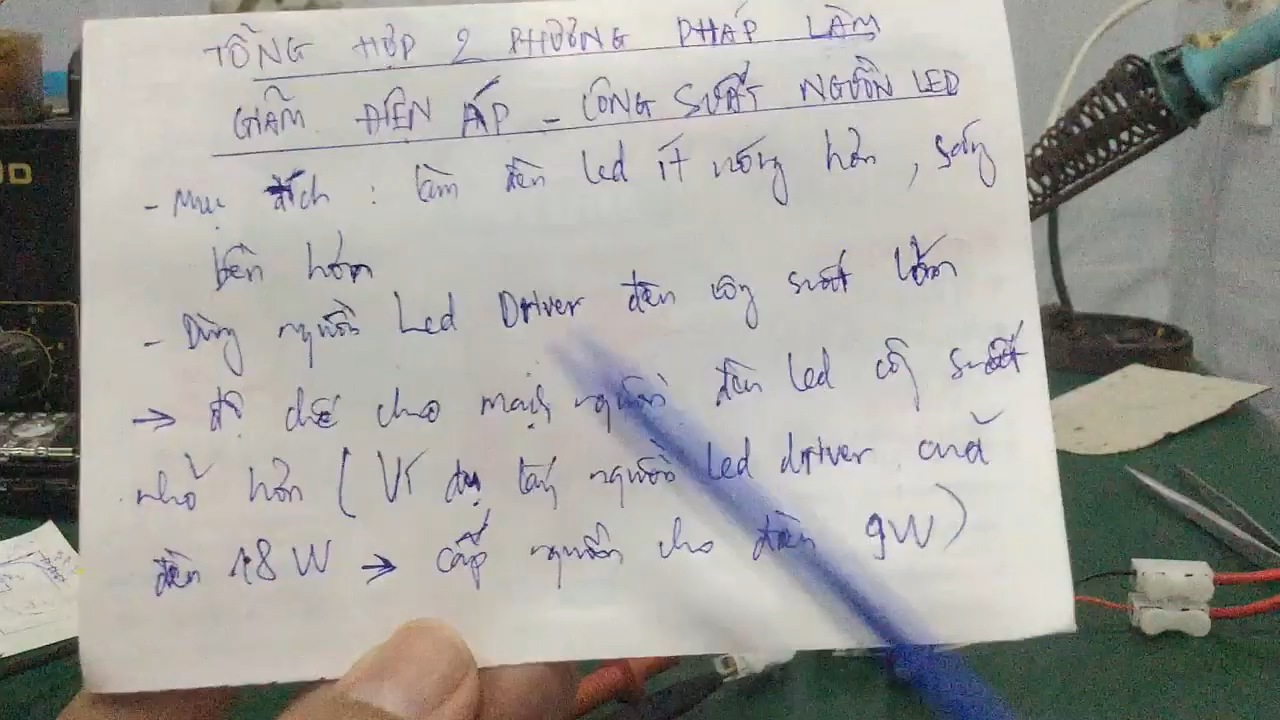 TỔNG HỢP 2 PHƯƠNG PHÁP LÀM
GIẢM ĐIỆN ÁP - CÔNG SUẤT NGUỒN LED
- Mục đích : làm đèn led ít nóng hơn, sáng
bền hơn
- Dùng nguồn Led Driver đèn công suất lớn
→ độ chế cho mạch nguồn đèn led công suất
nhỏ hơn (Ví dụ lấy nguồn led driver của
đèn 18W → cấp nguồn cho đèn 9W)